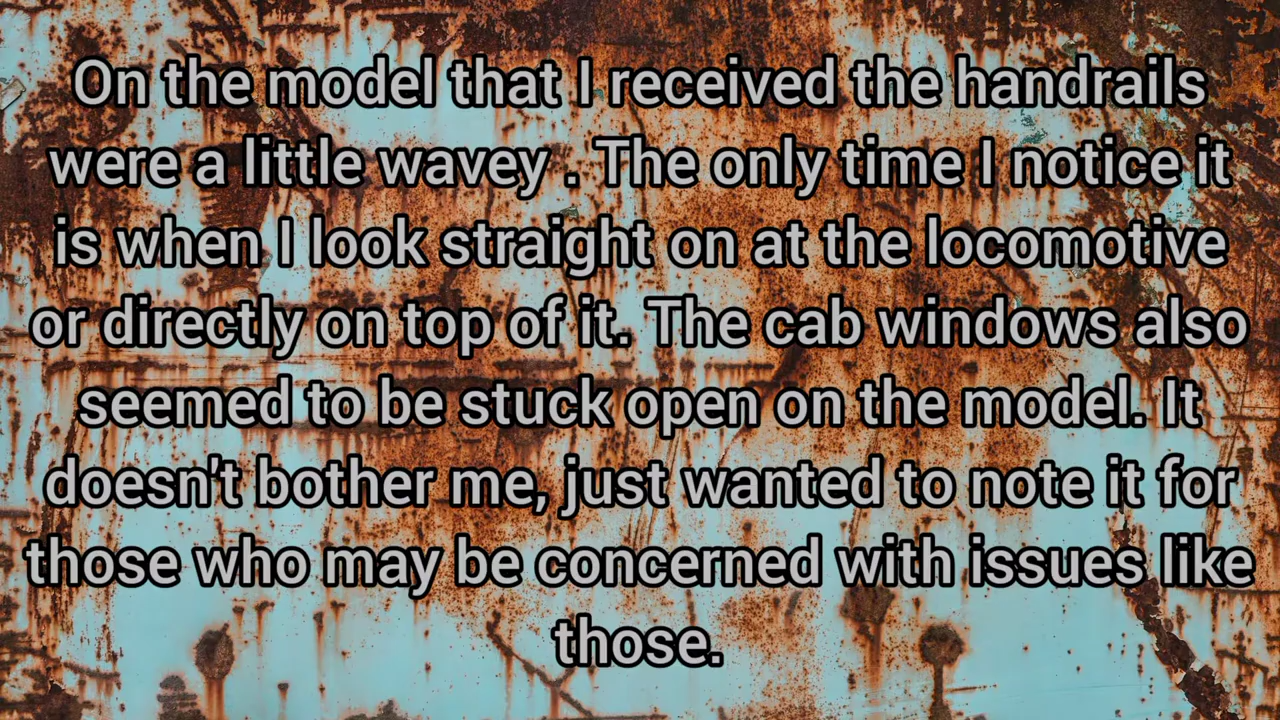 On the model that I received the handrails
were a little wavey . The only time I notice it
is when I look straight on at the locomotive
or directly on top of it. The cab windows also
seemed to be stuck open on the model. It
doesn't bother me, just wanted to note it for
those who may be concerned with issues like
those.